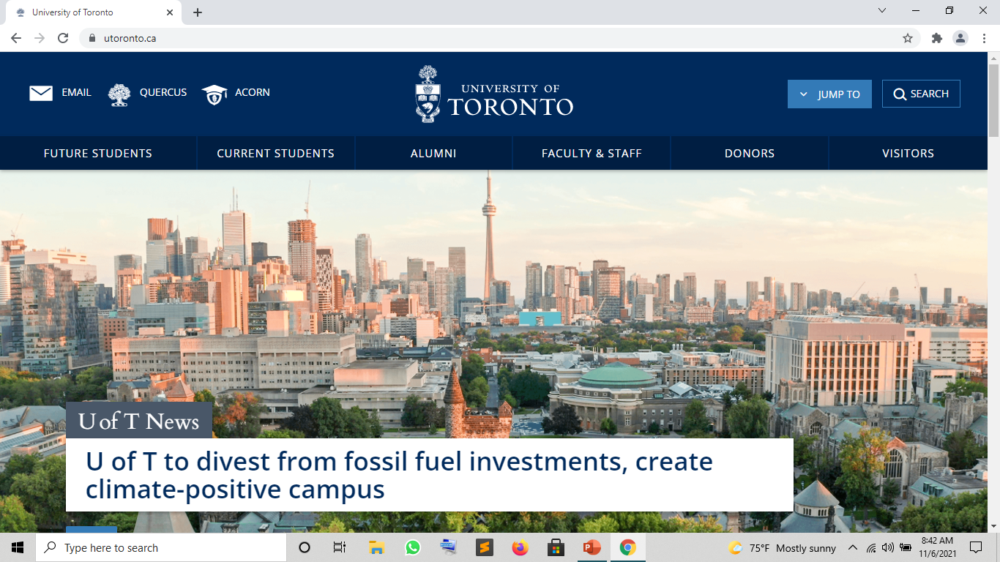 University of Toronto
utoronto.ca
EMAIL
QUERCUS
ACORN
UNIVERSITY OF
TORONTO
JUMP TO
SEARCH
FUTURE STUDENTS
CURRENT STUDENTS
ALUMNI
FACULTY & STAFF
DONORS
VISITORS
U of T News
U of T to divest from fossil fuel investments, create
climate-positive campus
Type here to search
75°F Mostly sunny
8:42 AM
11/6/2021